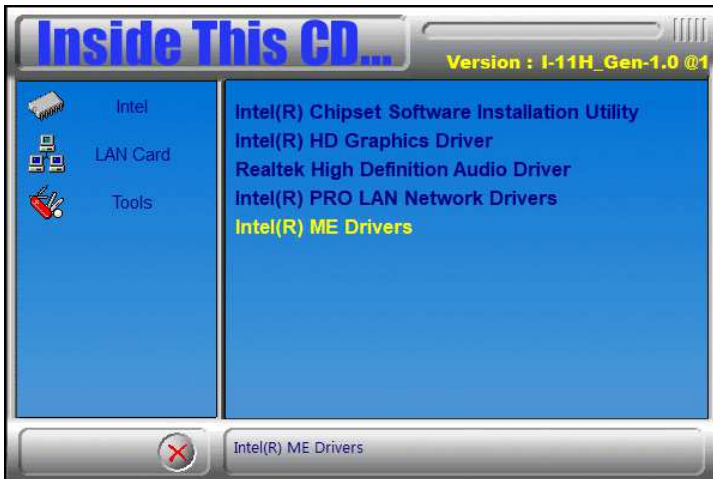 Inside This CD...
Version : I-11H_Gen-1.0 @1
Intel
LAN Card
Tools
Intel(R) Chipset Software Installation Utility
Intel(R) HD Graphics Driver
Realtek High Definition Audio Driver
Intel(R) PRO LAN Network Drivers
Intel(R) ME Drivers
Intel(R) ME Drivers